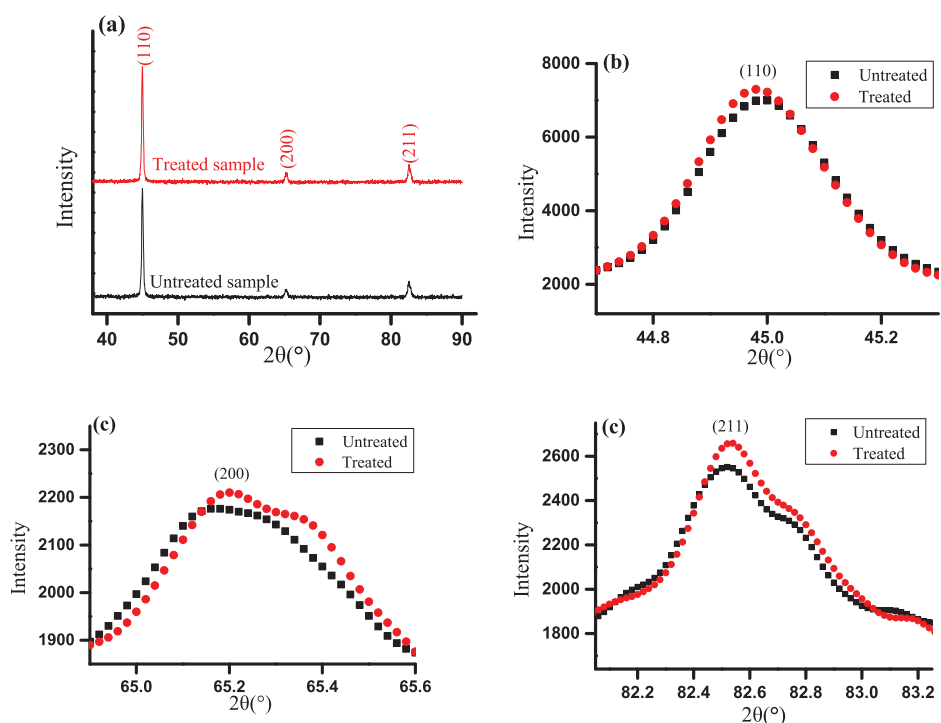 (a)
(110)
(200)
(211)
Treated sample
Untreated sample
Intensity
40 50 60 70 80 90
2θ(°)
(b)
(110)
Untreated
Treated
8000
6000
4000
2000
Intensity
44.8 45.0 45.2
2θ(°)
(c)
(200)
Untreated
Treated
2300
2200
2100
2000
1900
Intensity
65.0 65.2 65.4 65.6
2θ(°)
(c)
(211)
Untreated
Treated
2600
2400
2200
2000
1800
Intensity
82.2 82.4 82.6 82.8 83.0 83.2
2θ(°)